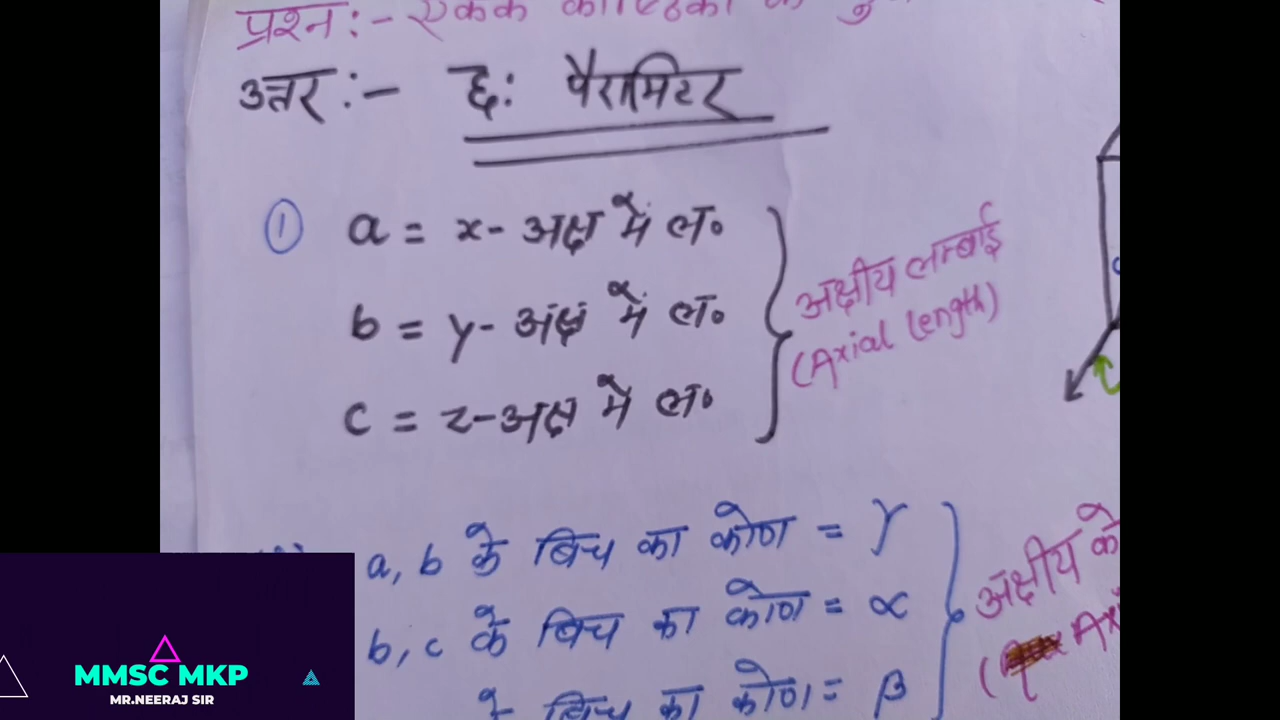 प्रश्न:- एकक
उत्तर:- छ: पैरामिटर
① a = x- अक्ष में ल०
b = y- अक्ष में ल०
c = z- अक्ष में ल०
अक्षीय लम्बाई
(Axial Length)
a, b के बिच का कोण = γ
b, c के बिच का कोण = α
के बिच का कोण = β
अक्षीय
MMSC MKP
MR.NEERAJ SIR